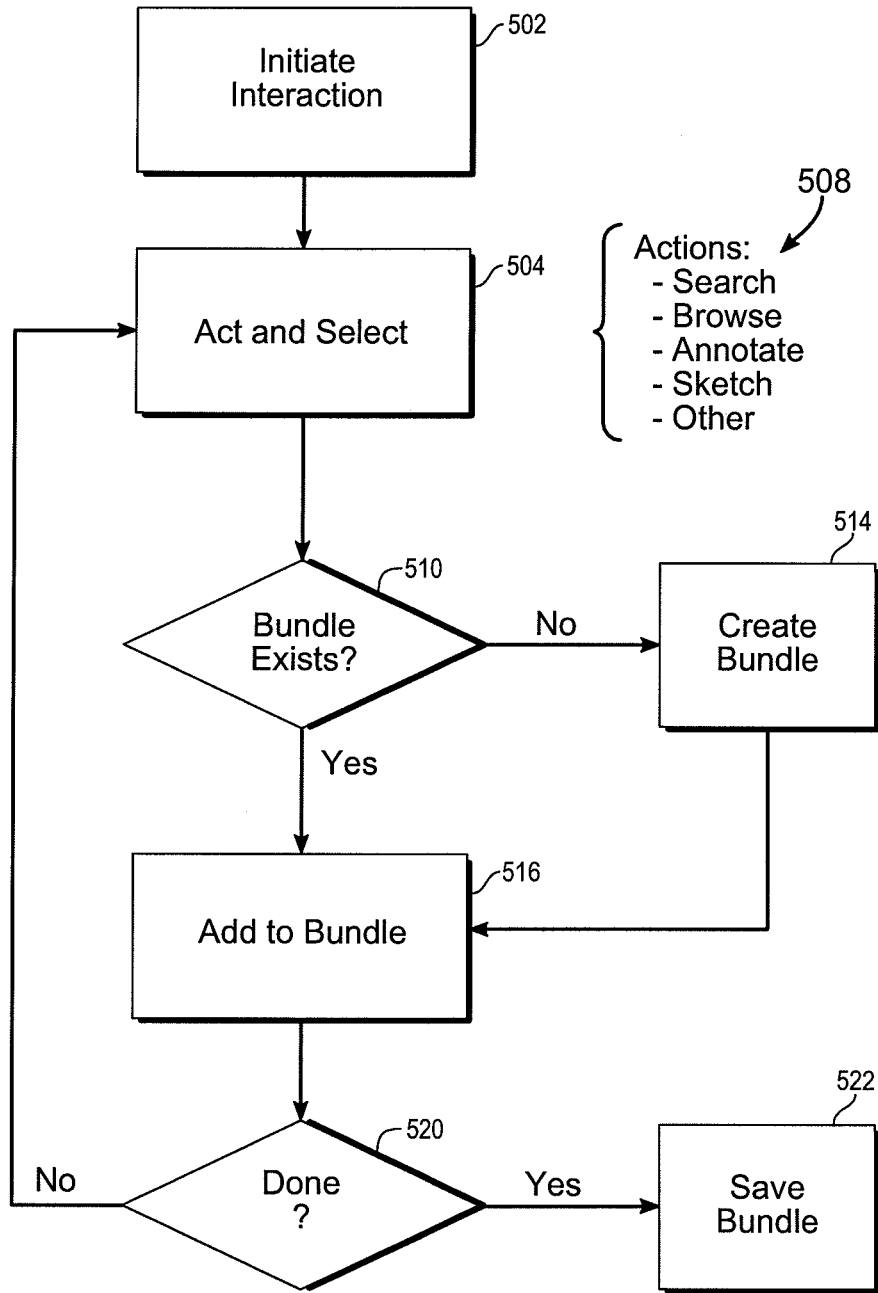 502
Initiate
Interaction
508
504
Act and Select
Actions:
- Search
- Browse
- Annotate
- Sketch
- Other
510
514
Bundle
Exists?
No
Create
Bundle
Yes
516
Add to Bundle
520
522
No
Done
?
Yes
Save
Bundle